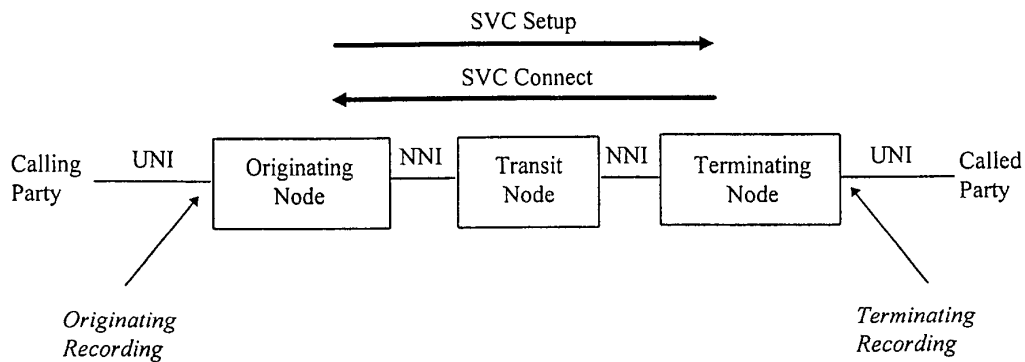 SVC Setup
SVC Connect
Calling
Party
UNI
Originating
Node
NNI
Transit
Node
NNI
Terminating
Node
UNI
Called
Party
Originating
Recording
Terminating
Recording